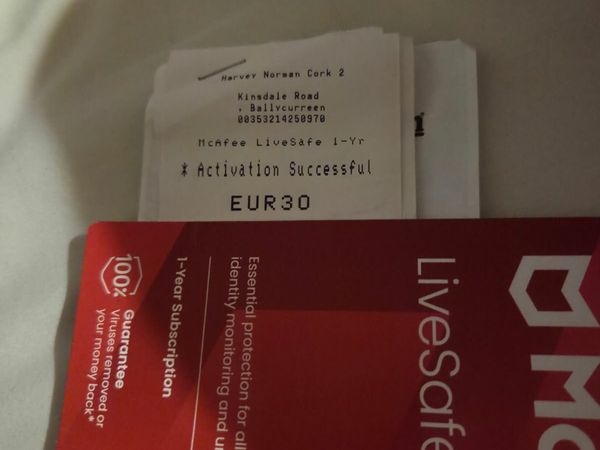 Harvey Norman Cork 2
Kinsdale Road
. Ballycurreen
00353214250970
McAfee LiveSafe 1-Yr
* Activation Successful
EUR30
100%
Guarantee
Viruses removed or
your money back*
1-Year Subscription
Essential protection for all
identity monitoring and
LiveSafe